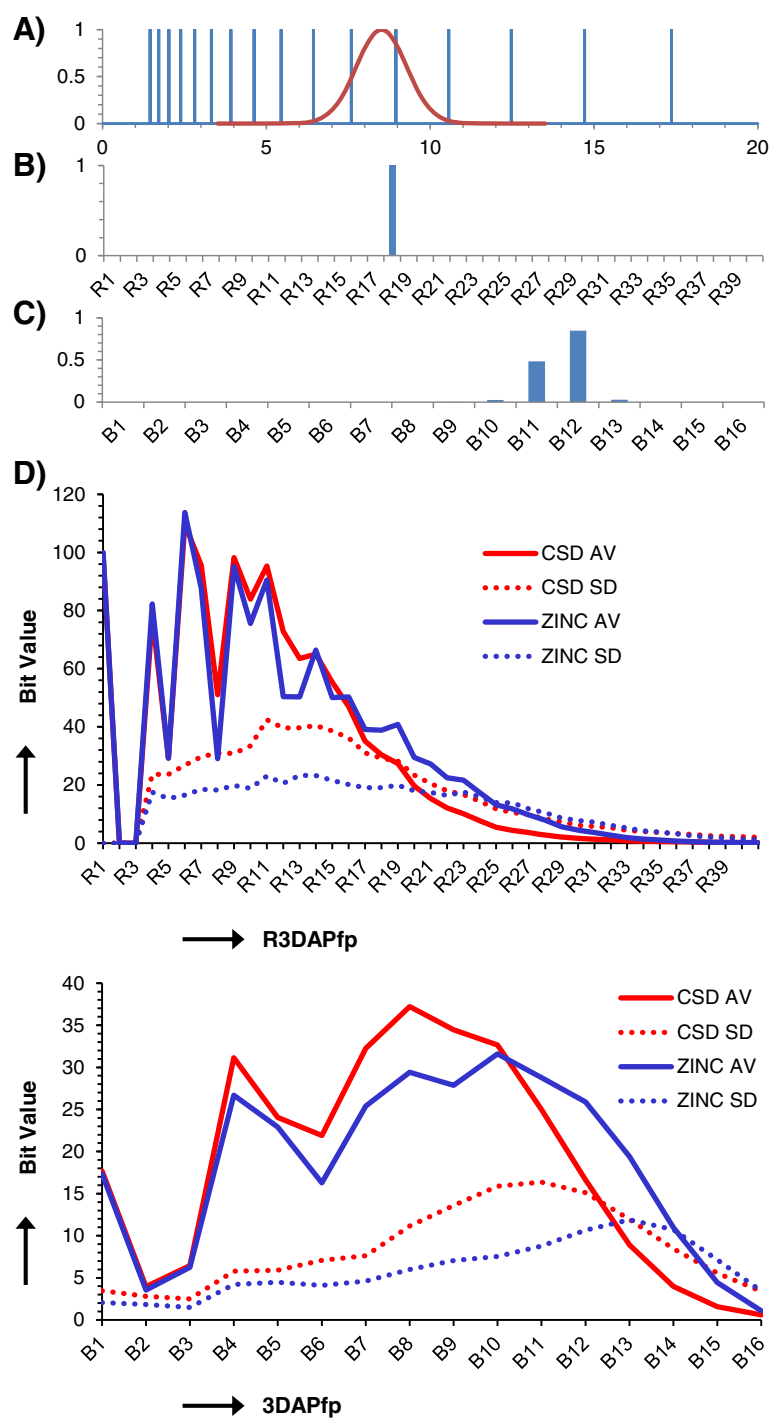 A)
1
0.5
0
0 5 10 15 20
B)
1
0
R1 R3 R5 R7 R9 R11 R13 R15 R17 R19 R21 R23 R25 R27 R29 R31 R33 R35 R37 R39
C)
1
0.5
0
B1 B2 B3 B4 B5 B6 B7 B8 B9 B10 B11 B12 B13 B14 B15 B16
D)
120
100
80
60
40
20
0
Bit Value
CSD AV
CSD SD
ZINC AV
ZINC SD
R1 R3 R5 R7 R9 R11 R13 R15 R17 R19 R21 R23 R25 R27 R29 R31 R33 R35 R37 R39
R3DAPfp
40
35
30
25
20
15
10
5
0
Bit Value
CSD AV
CSD SD
ZINC AV
ZINC SD
B1 B2 B3 B4 B5 B6 B7 B8 B9 B10 B11 B12 B13 B14 B15 B16
3DAPfp